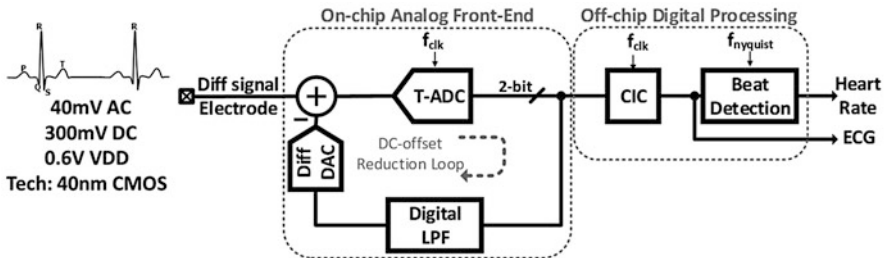 On-chip Analog Front-End
Off-chip Digital Processing
R
R
P
T
Q
S
40mV AC
300mV DC
0.6V VDD
Tech: 40nm CMOS
Diff signal
Electrode
+
−
fclk
T-ADC
2-bit
Diff
DAC
DC-offset
Reduction Loop
Digital
LPF
fclk
CIC
fnyquist
Beat
Detection
Heart
Rate
ECG